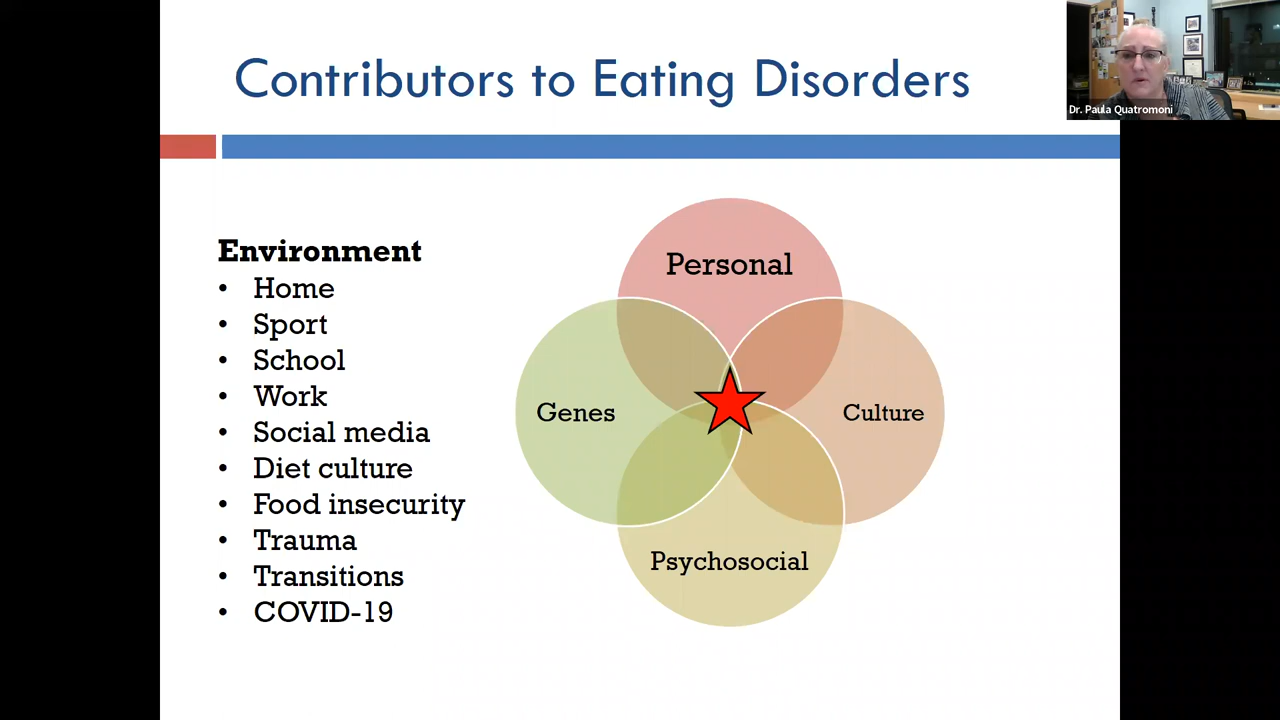 Contributors to Eating Disorders
Dr. Paula Quatromoni
Environment
• Home
• Sport
• School
• Work
• Social media
• Diet culture
• Food insecurity
• Trauma
• Transitions
• COVID-19
Personal
Genes
Culture
Psychosocial